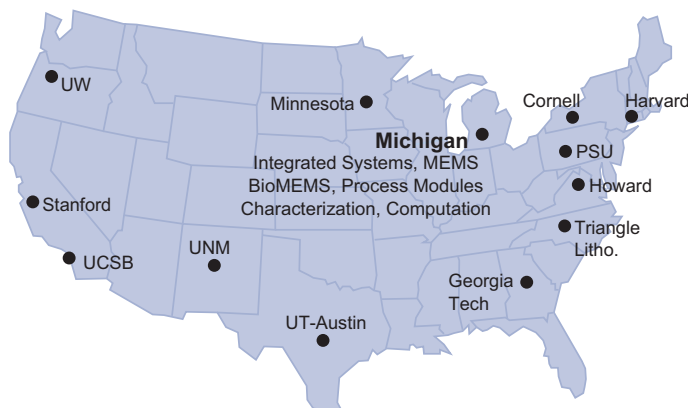 UW
Minnesota
Cornell
Harvard
Michigan
Integrated Systems, MEMS
BioMEMS, Process Modules
Characterization, Computation
PSU
Howard
Stanford
Triangle
Litho.
UCSB
UNM
Georgia
Tech
UT-Austin